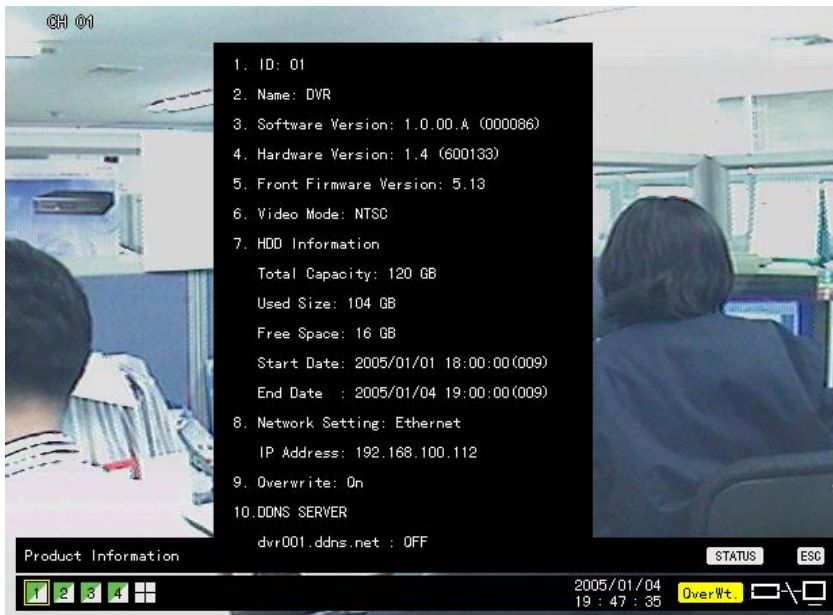 CH 01
1. ID: 01
2. Name: DVR
3. Software Version: 1.0.00.A (000086)
4. Hardware Version: 1.4 (600133)
5. Front Firmware Version: 5.13
6. Video Mode: NTSC
7. HDD Information
Total Capacity: 120 GB
Used Size: 104 GB
Free Space: 16 GB
Start Date: 2005/01/01 18:00:00(009)
End Date : 2005/01/04 19:00:00(009)
8. Network Setting: Ethernet
IP Address: 192.168.100.112
9. Overwrite: On
10.DDNS SERVER
dvr001.ddns.net : OFF
Product Information STATUS ESC
1 2 3 4 2005/01/04 OverWt.
19 : 47 : 35